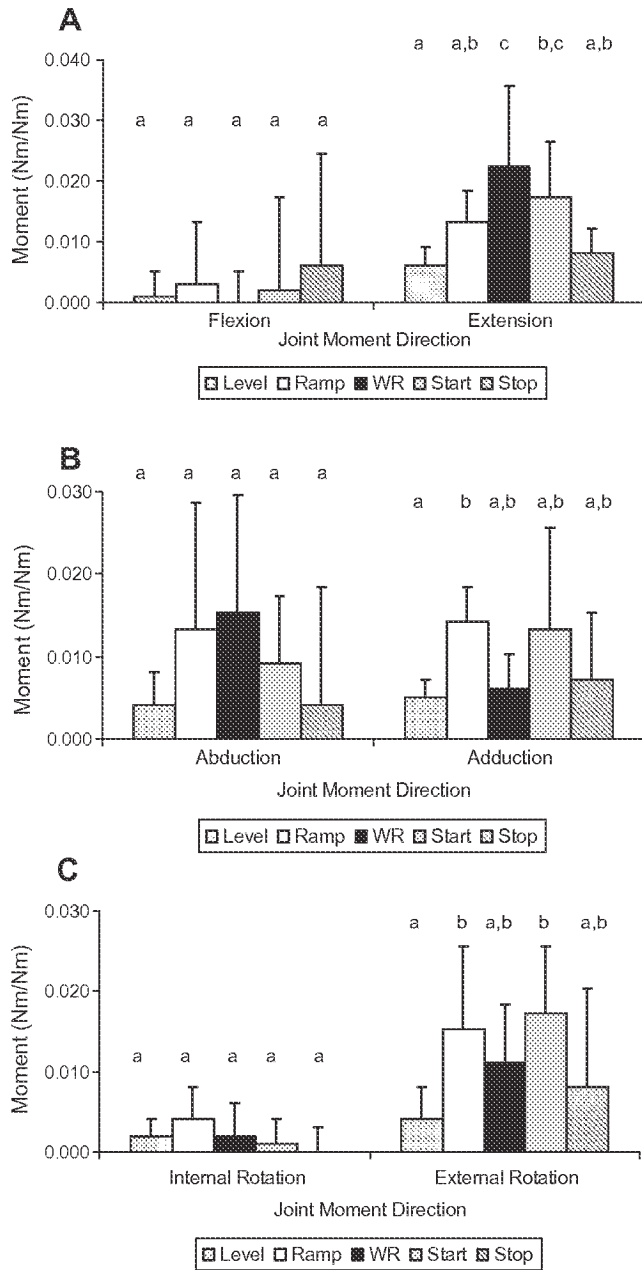 A
a a,b c b,c a,b
0.040
a a a a a
0.030
0.020
0.010
0.000
Moment (Nm/Nm)
Flexion Extension
Joint Moment Direction
Level Ramp WR Start Stop
B
a a a a a
a b a,b a,b a,b
0.030
0.020
0.010
0.000
Moment (Nm/Nm)
Abduction Adduction
Joint Moment Direction
Level Ramp WR Start Stop
C
0.030
a b a,b b a,b
0.020
a a a a a
0.010
0.000
Moment (Nm/Nm)
Internal Rotation External Rotation
Joint Moment Direction
Level Ramp WR Start Stop